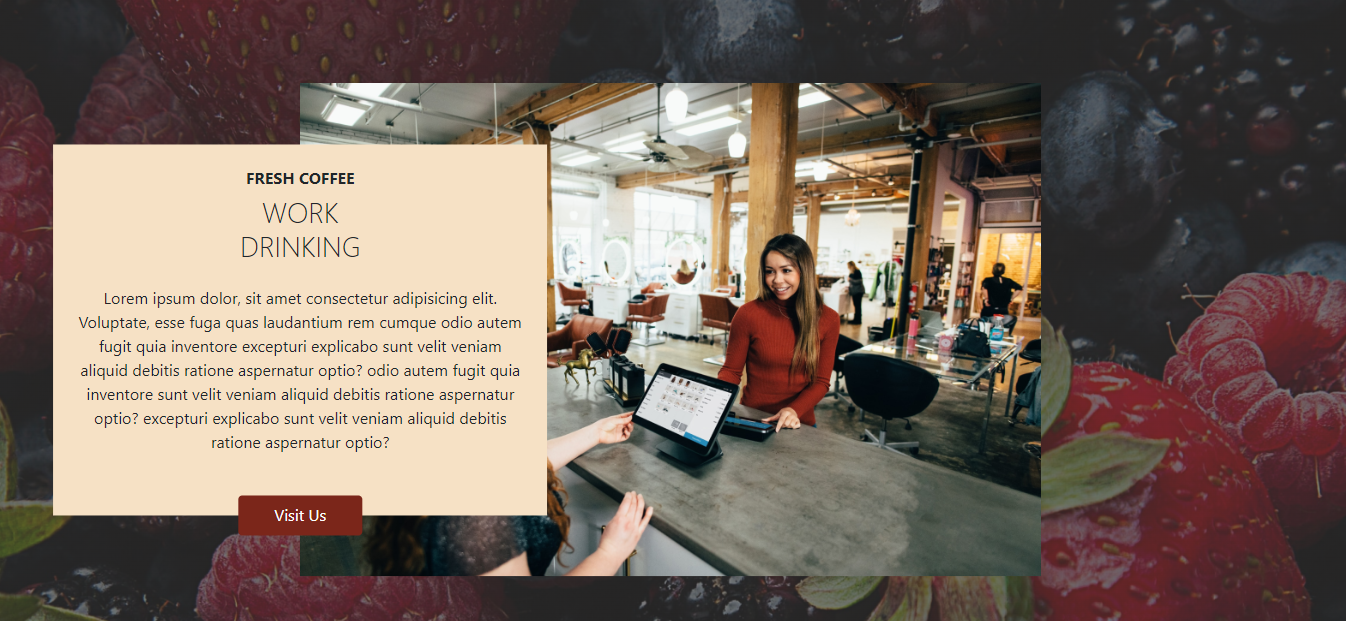 FRESH COFFEE
WORK
DRINKING
Lorem ipsum dolor, sit amet consectetur adipisicing elit.
Voluptate, esse fuga quas laudantium rem cumque odio autem
fugit quia inventore excepturi explicabo sunt velit veniam
aliquid debitis ratione aspernatur optio? odio autem fugit quia
inventore sunt velit veniam aliquid debitis ratione aspernatur
optio? excepturi explicabo sunt velit veniam aliquid debitis
ratione aspernatur optio?
Visit Us